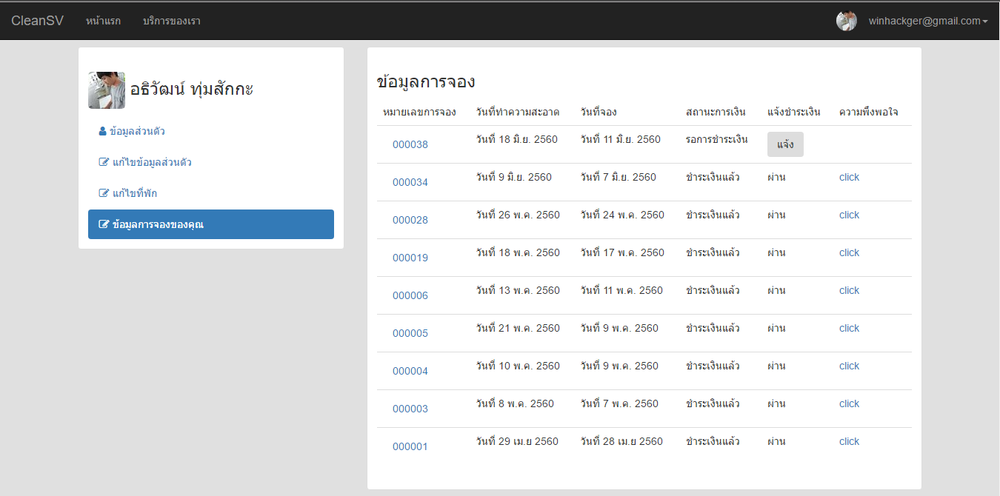 CleanSV หน้าแรก บริการของเรา winhackger@gmail.com
อธิวัฒน์ ทุ่มสักกะ
ข้อมูลส่วนตัว
แก้ไขข้อมูลส่วนตัว
แก้ไขที่พัก
ข้อมูลการจองของคุณ
ข้อมูลการจอง
หมายเลขการจอง วันที่ทำความสะอาด วันที่จอง สถานะการเงิน แจ้งชำระเงิน ความพึงพอใจ
000038 วันที่ 18 มิ.ย. 2560 วันที่ 11 มิ.ย. 2560 รอการชำระเงิน แจ้ง
000034 วันที่ 9 มิ.ย. 2560 วันที่ 7 มิ.ย. 2560 ชำระเงินแล้ว ผ่าน click
000028 วันที่ 26 พ.ค. 2560 วันที่ 24 พ.ค. 2560 ชำระเงินแล้ว ผ่าน click
000019 วันที่ 18 พ.ค. 2560 วันที่ 17 พ.ค. 2560 ชำระเงินแล้ว ผ่าน click
000006 วันที่ 13 พ.ค. 2560 วันที่ 11 พ.ค. 2560 ชำระเงินแล้ว ผ่าน click
000005 วันที่ 21 พ.ค. 2560 วันที่ 9 พ.ค. 2560 ชำระเงินแล้ว ผ่าน click
000004 วันที่ 10 พ.ค. 2560 วันที่ 9 พ.ค. 2560 ชำระเงินแล้ว ผ่าน click
000003 วันที่ 8 พ.ค. 2560 วันที่ 7 พ.ค. 2560 ชำระเงินแล้ว ผ่าน click
000001 วันที่ 29 เม.ย 2560 วันที่ 28 เม.ย 2560 ชำระเงินแล้ว ผ่าน click